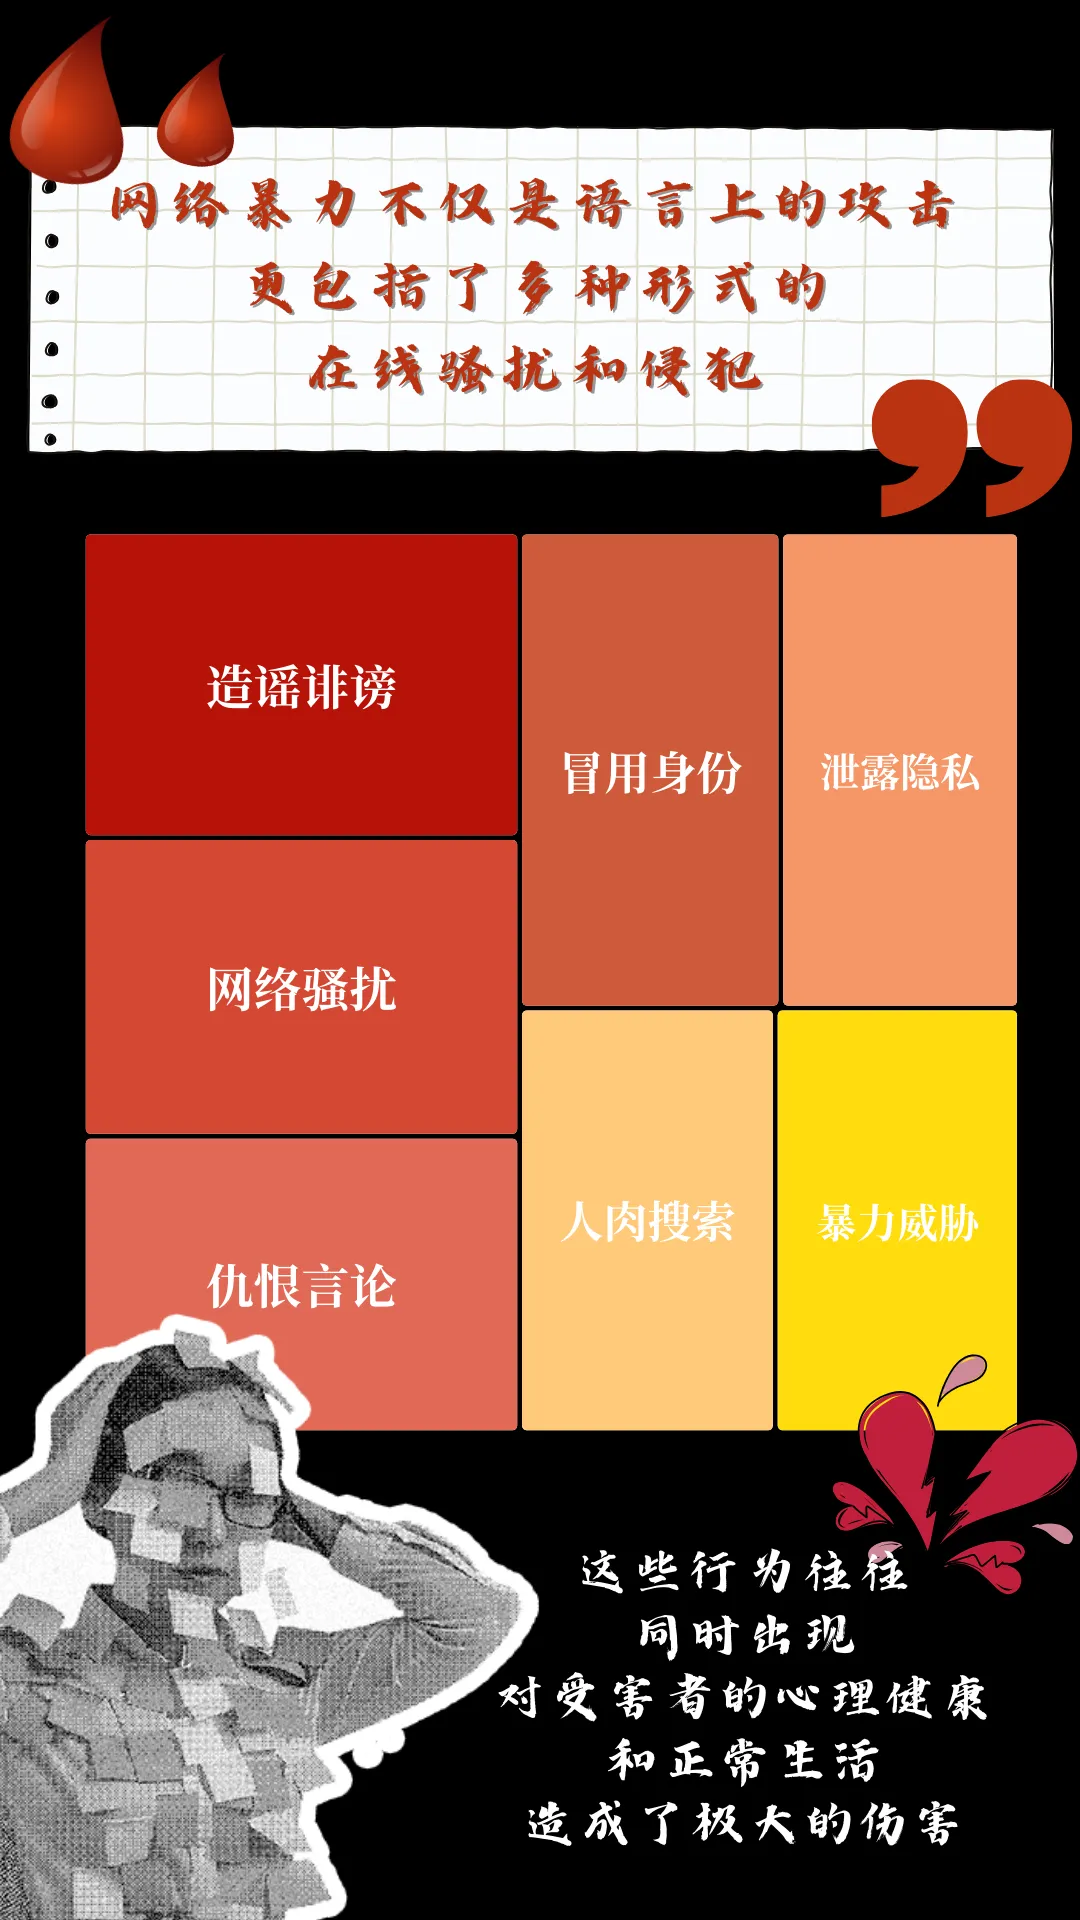 网络暴力不仅是语言上的攻击
更包括了多种形式的
在线骚扰和侵犯
造谣诽谤
冒用身份
泄露隐私
网络骚扰
人肉搜索
暴力威胁
仇恨言论
这些行为往往
同时出现
对受害者的心理健康
和正常生活
造成了极大的伤害